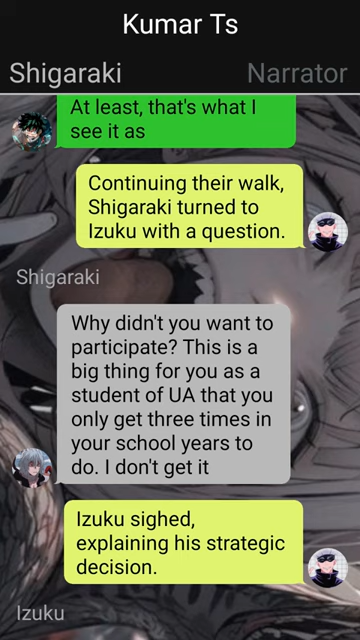 Kumar Ts
Shigaraki
Narrator
At least, that's what I
see it as
Continuing their walk,
Shigaraki turned to
Izuku with a question.
Shigaraki
Why didn't you want to
participate? This is a
big thing for you as a
student of UA that you
only get three times in
your school years to
do. I don't get it
Izuku sighed,
explaining his strategic
decision.
Izuku